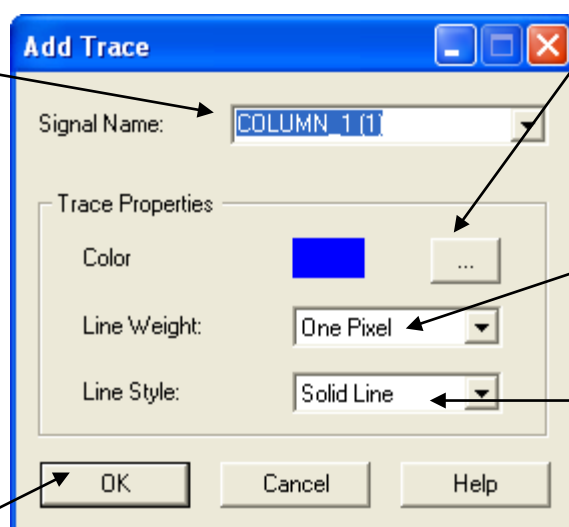 Add Trace
Signal Name: COLUMN_1 (1)
Trace Properties
Color ...
Line Weight: One Pixel
Line Style: Solid Line
OK Cancel Help